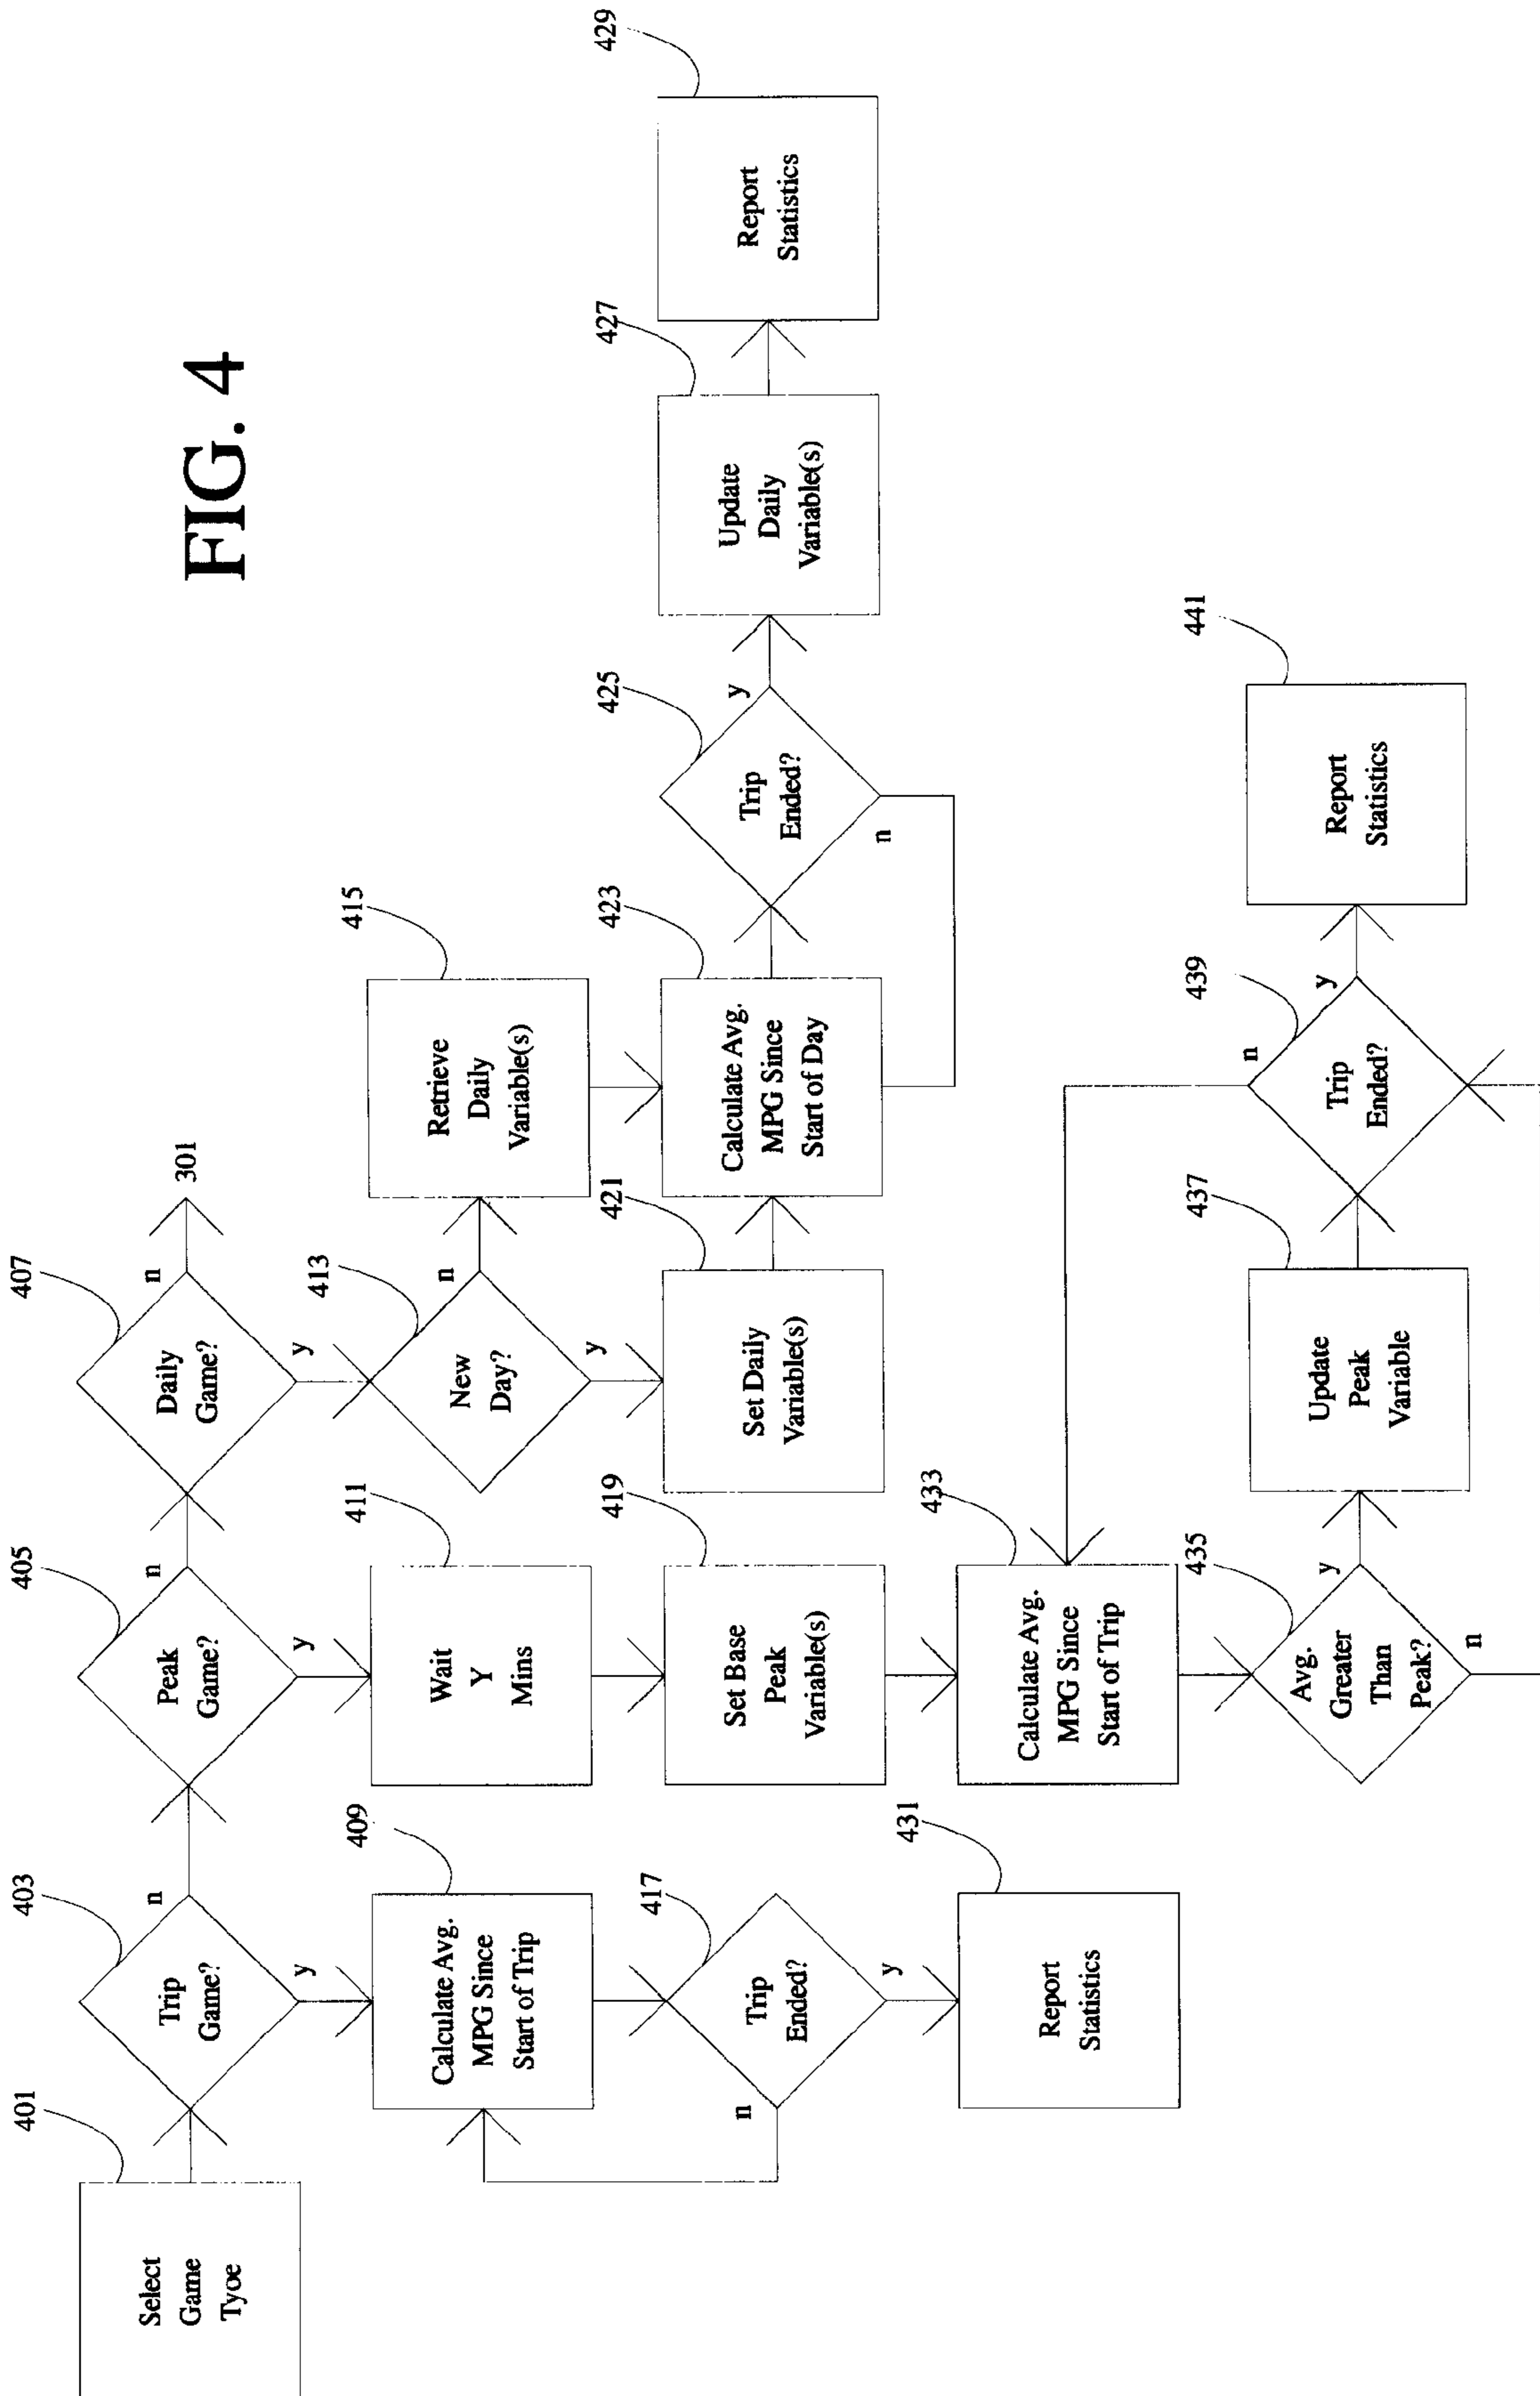 FIG. 4
401
Select
Game
Tyoe
403
Trip
Game?
n
y
405
Peak
Game?
n
y
407
Daily
Game?
n
y
301
409
Calculate Avg.
MPG Since
Start of Trip
411
Wait
Y
Mins
413
New
Day?
n
y
415
Retrieve
Daily
Variable(s)
417
Trip
Ended?
n
y
419
Set Base
Peak
Variable(s)
421
Set Daily
Variable(s)
423
Calculate Avg.
MPG Since
Start of Day
425
Trip
Ended?
y
n
427
Update
Daily
Variable(s)
429
Report
Statistics
431
Report
Statistics
433
Calculate Avg.
MPG Since
Start of Trip
435
Avg.
Greater
Than
Peak?
y
n
437
Update
Peak
Variable
439
Trip
Ended?
n
y
441
Report
Statistics